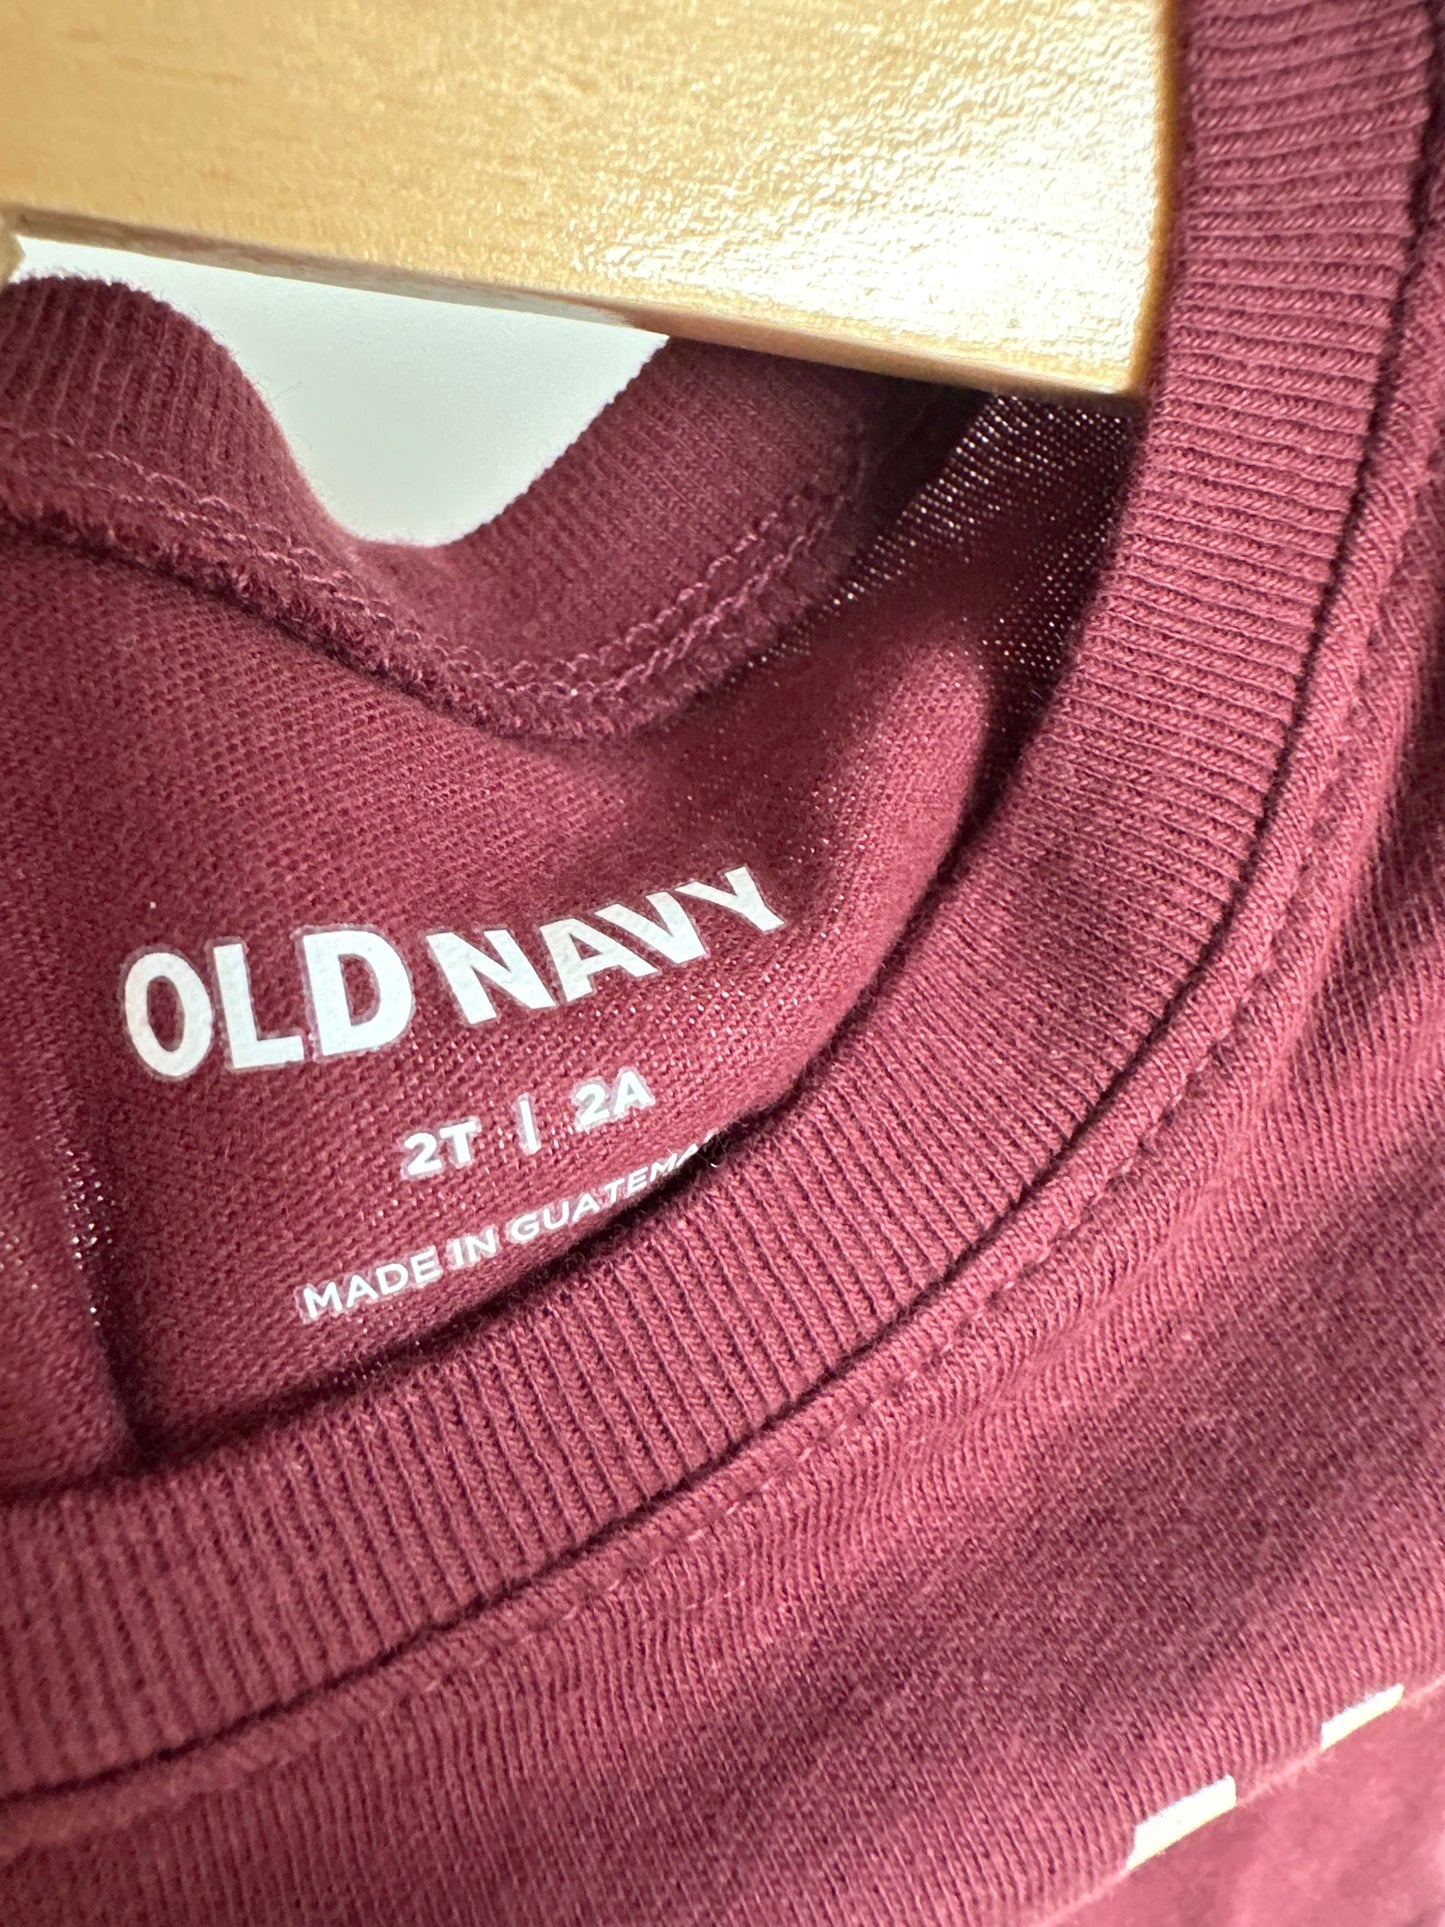 OLD NAVY
2T | 2A
MADE IN GUATEMA